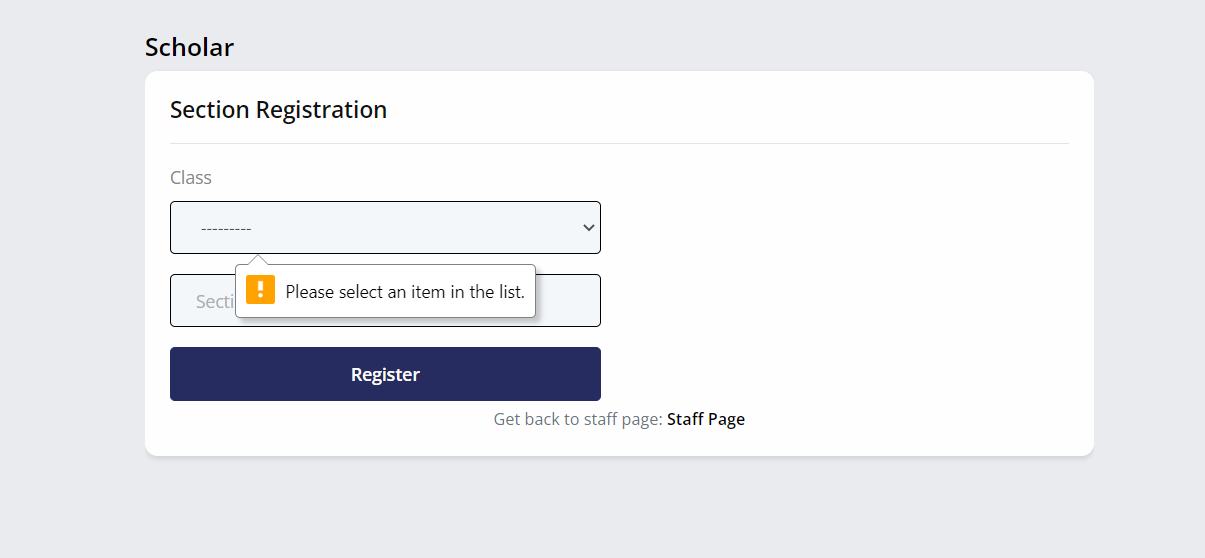 Scholar
Section Registration
Class
---------
Please select an item in the list.
Secti
Register
Get back to staff page: Staff Page